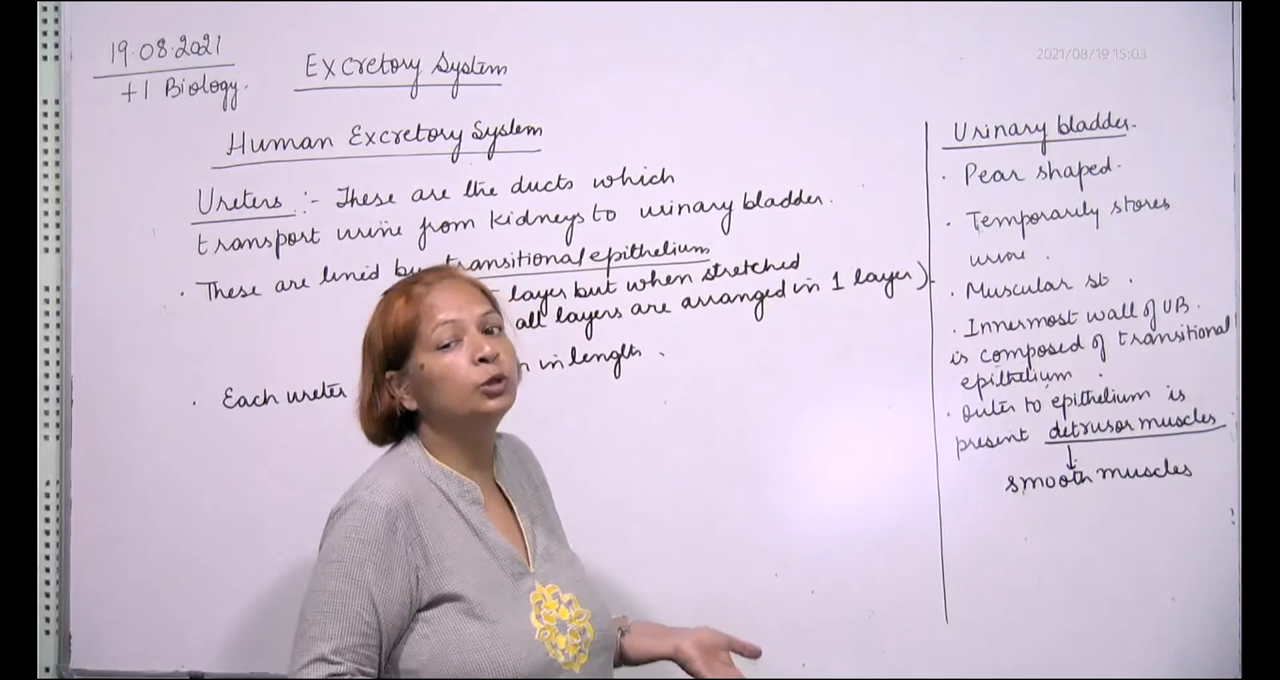 19.08.2021
+1 Biology.
Excretory System
2021/08/19 15:03
Human Excretory System
Ureters :- These are the ducts which
transport urine from kidneys to urinary bladder.
. These are lined by transitional epithelium
layer but when stretched
all layers are arranged in 1 layer).
. Each ureter in length .
Urinary bladder.
. Pear shaped.
. Temporarily stores
urine .
. Muscular sb .
. Innermost wall of UB.
is composed of transitional
epithelium .
. outer to epithelium is
present detrusor muscles
↓
smooth muscles